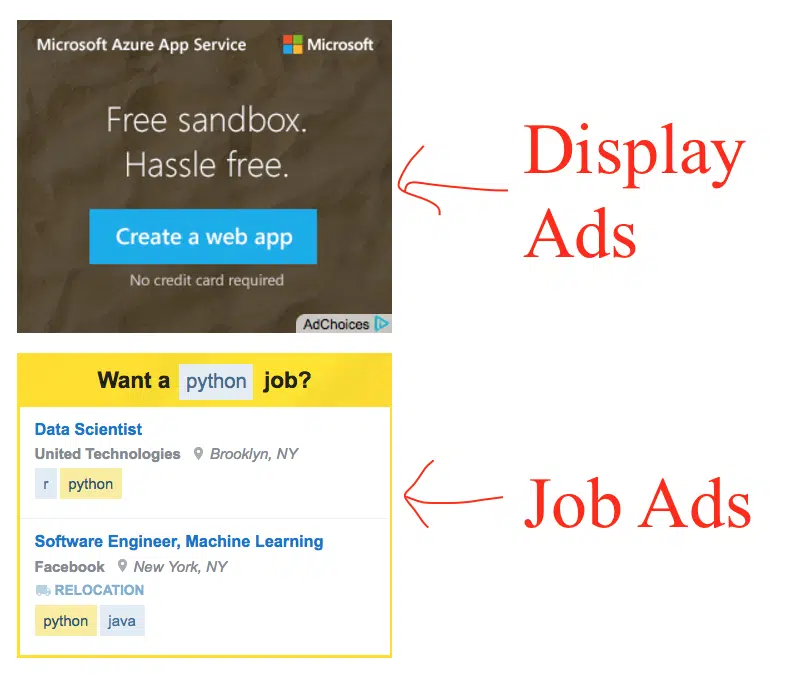 Microsoft Azure App Service Microsoft
Free sandbox.
Hassle free.
Create a web app
No credit card required
AdChoices
Display
Ads
Want a python job?
Data Scientist
United Technologies Brooklyn, NY
r python
Software Engineer, Machine Learning
Facebook New York, NY
RELOCATION
python java
Job Ads